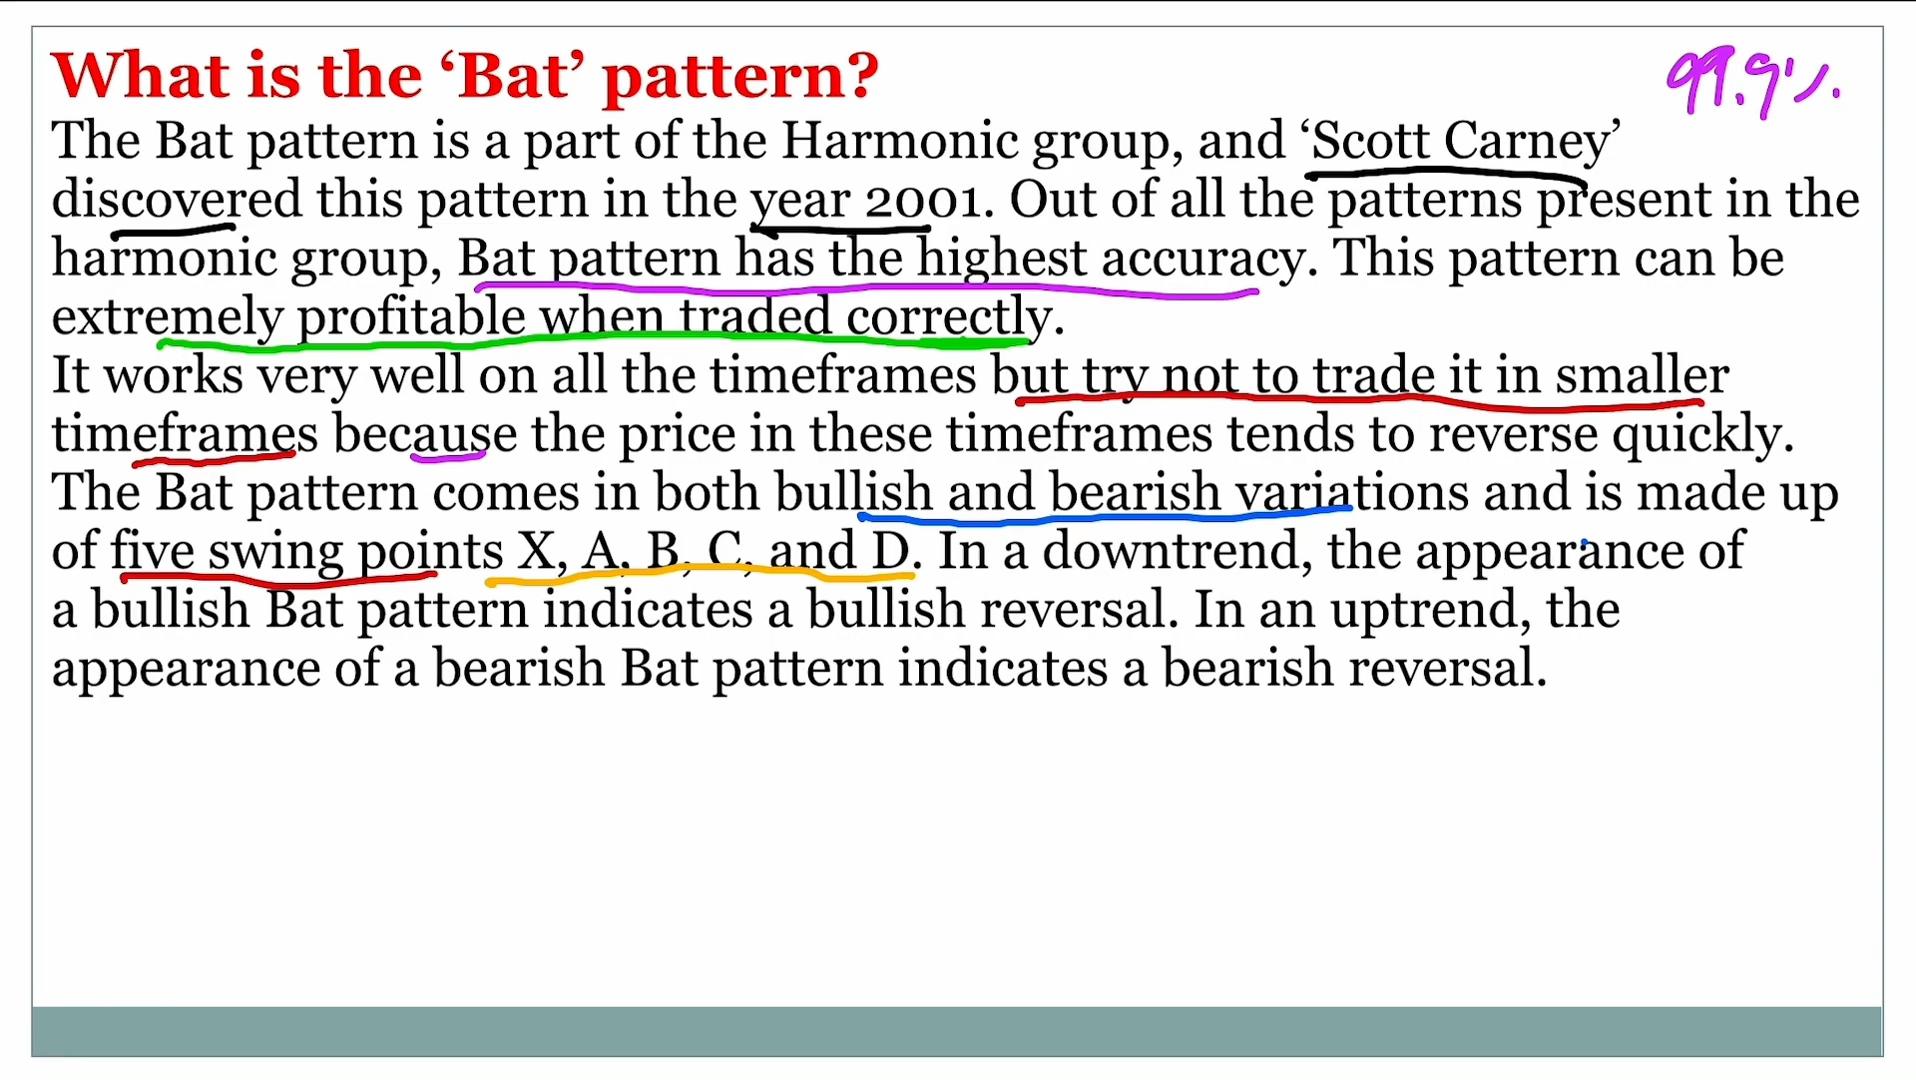 What is the ‘Bat’ pattern?
99.9%.
The Bat pattern is a part of the Harmonic group, and ‘Scott Carney’
discovered this pattern in the year 2001. Out of all the patterns present in the
harmonic group, Bat pattern has the highest accuracy. This pattern can be
extremely profitable when traded correctly.
It works very well on all the timeframes but try not to trade it in smaller
timeframes because the price in these timeframes tends to reverse quickly.
The Bat pattern comes in both bullish and bearish variations and is made up
of five swing points X, A, B, C, and D. In a downtrend, the appearance of
a bullish Bat pattern indicates a bullish reversal. In an uptrend, the
appearance of a bearish Bat pattern indicates a bearish reversal.